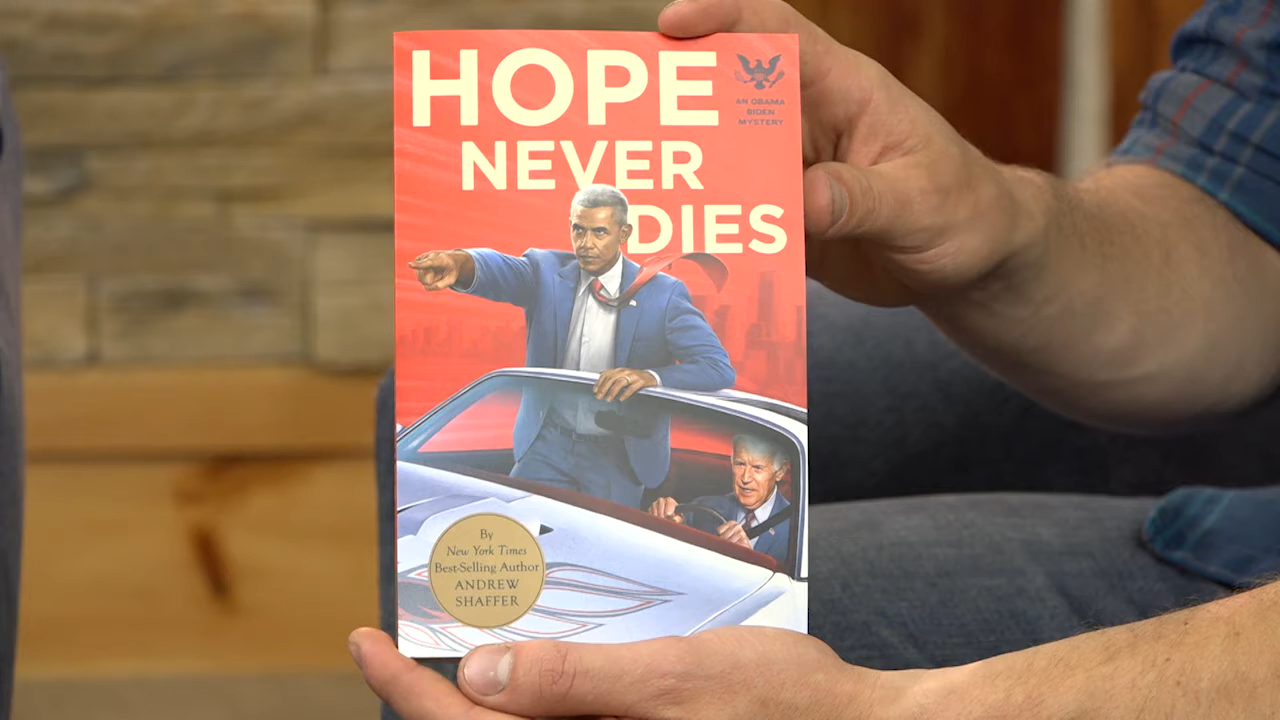 HOPE
NEVER
DIES
AN OBAMA
BIDEN
MYSTERY
By
New York Times
Best-Selling Author
ANDREW
SHAFFER